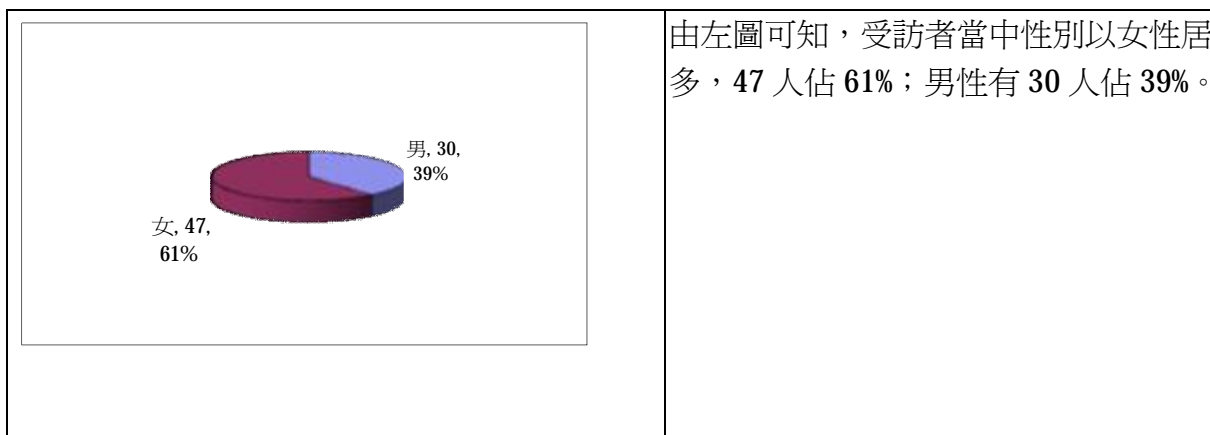 男, 30,
39%
女, 47,
61%
由左圖可知，受訪者當中性別以女性居
多，47 人佔 61%；男性有 30 人佔 39%。